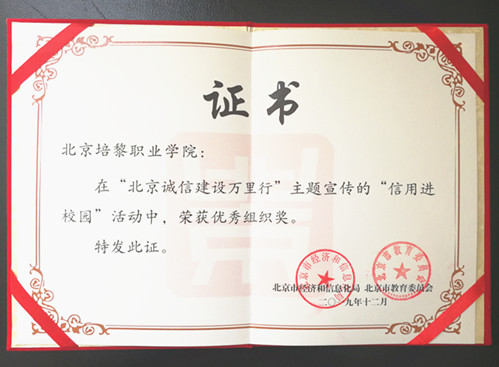 证书
北京培黎职业学院：
在“北京诚信建设万里行”主题宣传的“信用进
校园”活动中，荣获优秀组织奖。
特发此证。
北京市经济和信息化局 北京市教育委员会
二〇一九年十二月